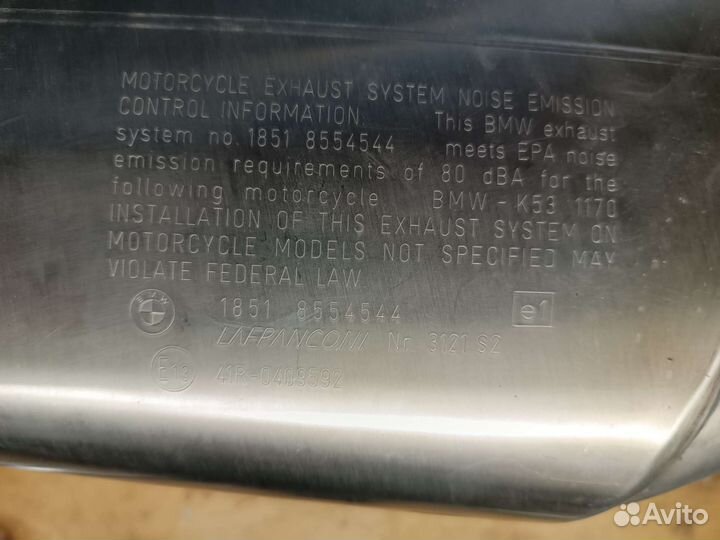 MOTORCYCLE EXHAUST SYSTEM NOISE EMISSION
CONTROL INFORMATION. This BMW exhaust
system no. 1851 8554544 meets EPA noise
emission requirements of 80 dBA for the
following motorcycle BMW - K53 1170
INSTALLATION OF THIS EXHAUST SYSTEM ON
MOTORCYCLE MODELS NOT SPECIFIED MAY
VIOLATE FEDERAL LAW.
BMW 1851 8554544 e1
LAFRANCONI Nr. 3121 S2
E13 41R-0409592
Avito